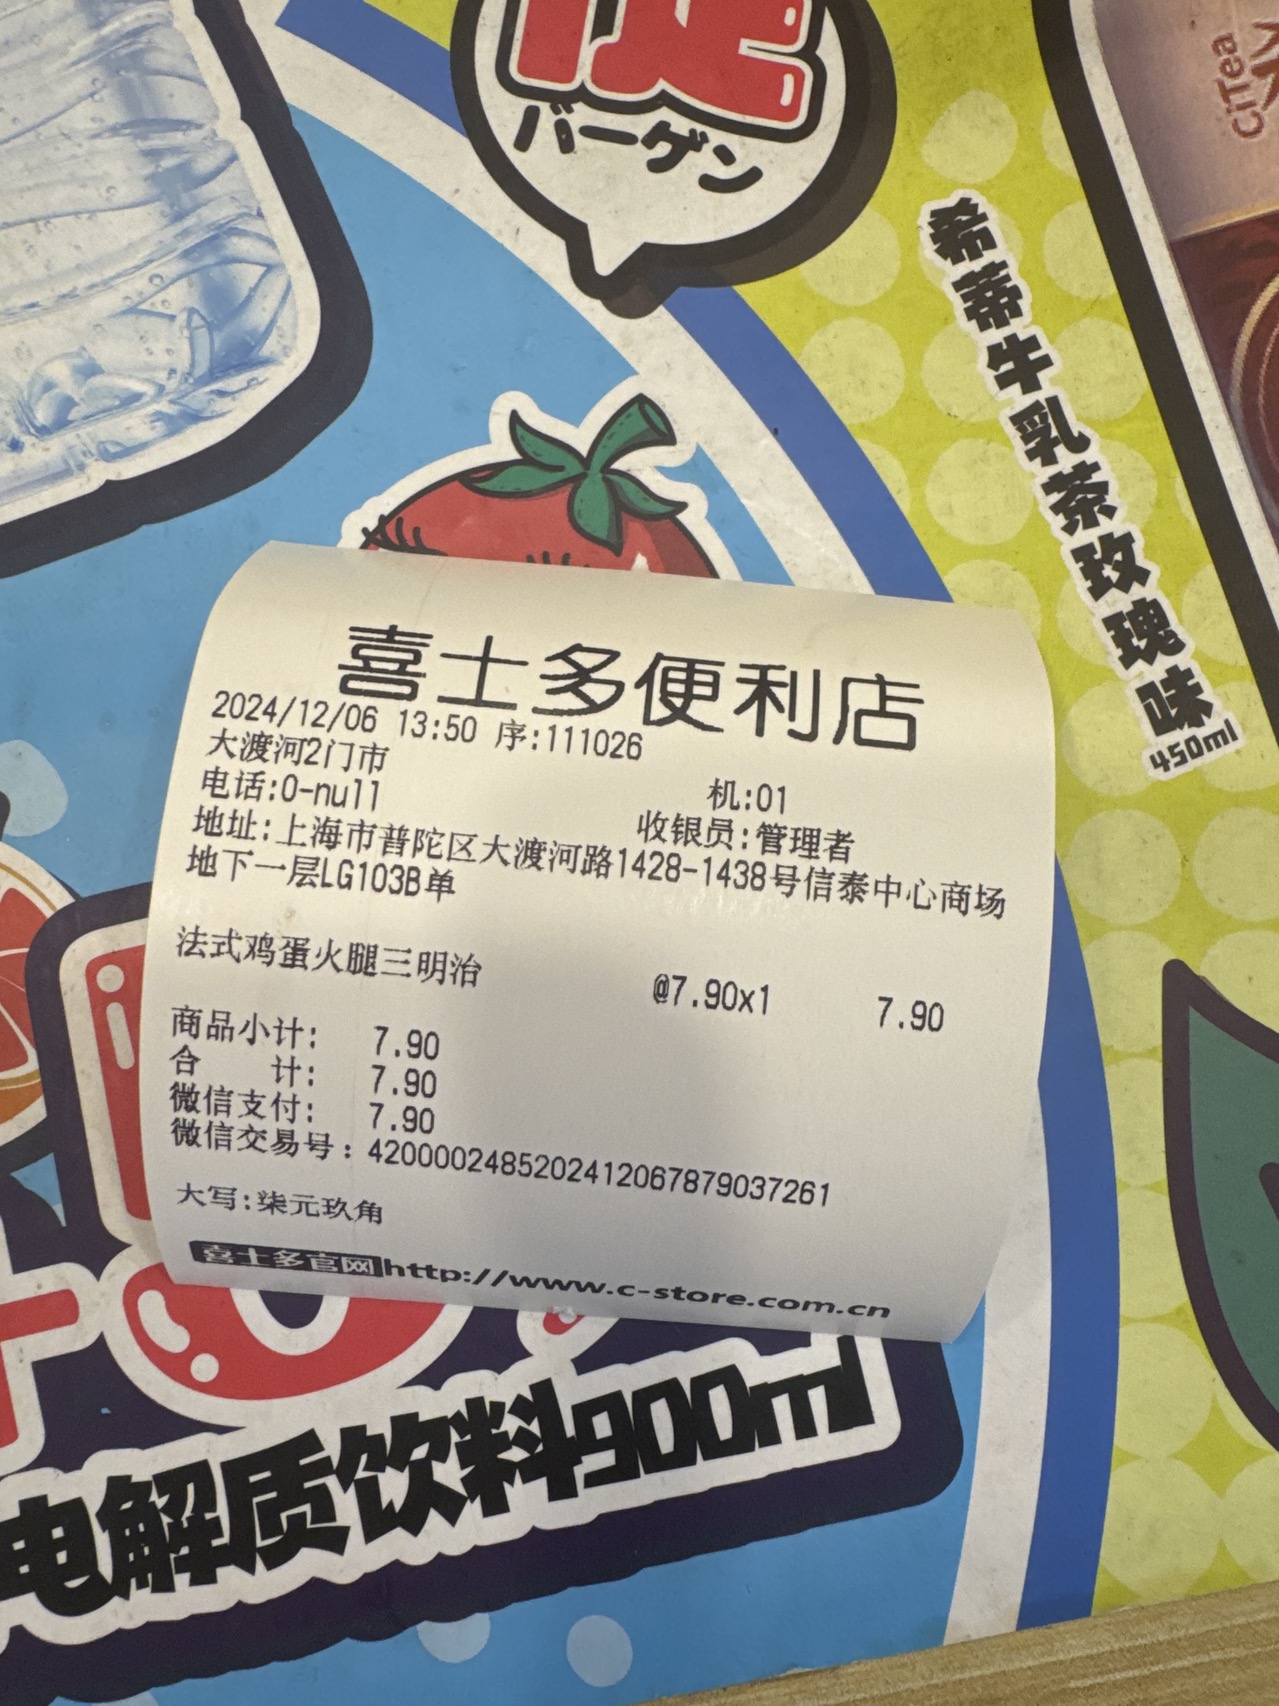 バーゲン
CITea
希蒂牛乳茶玫瑰味
450ml
喜士多便利店
2024/12/06 13:50 序:111026
大渡河2门市 机:01
电话:0-null 收银员:管理者
地址:上海市普陀区大渡河路1428-1438号信泰中心商场
地下一层LG103B单
法式鸡蛋火腿三明治 @7.90x1 7.90
商品小计: 7.90
合 计: 7.90
微信支付: 7.90
微信交易号: 4200002485202412067879037261
大写:柒元玖角
喜士多官网http://www.c-store.com.cn
电解质饮料900ml